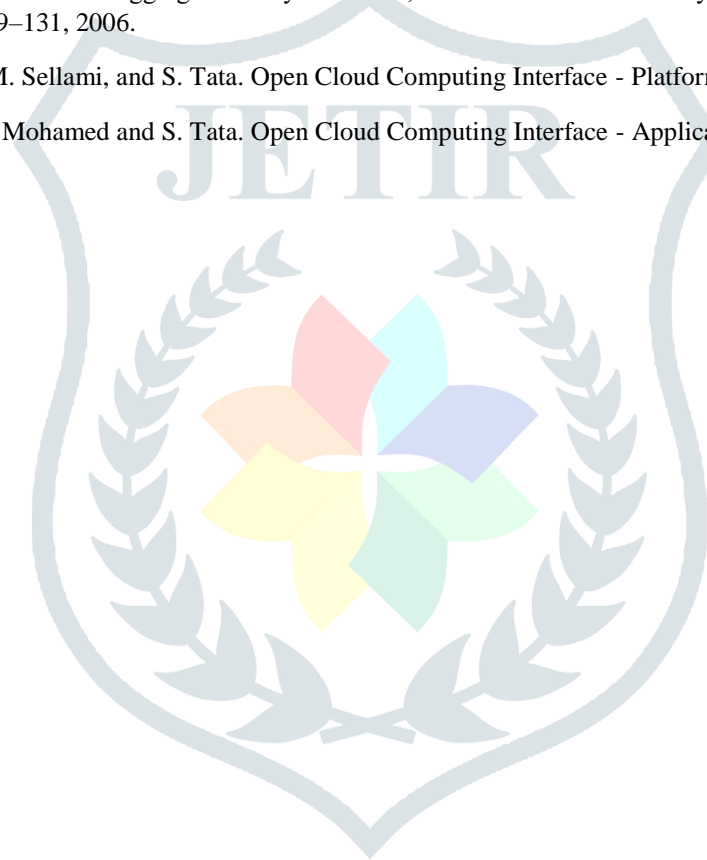 9–131, 2006.
M. Sellami, and S. Tata. Open Cloud Computing Interface - Platfor
Mohamed and S. Tata. Open Cloud Computing Interface - Applica
JETIR